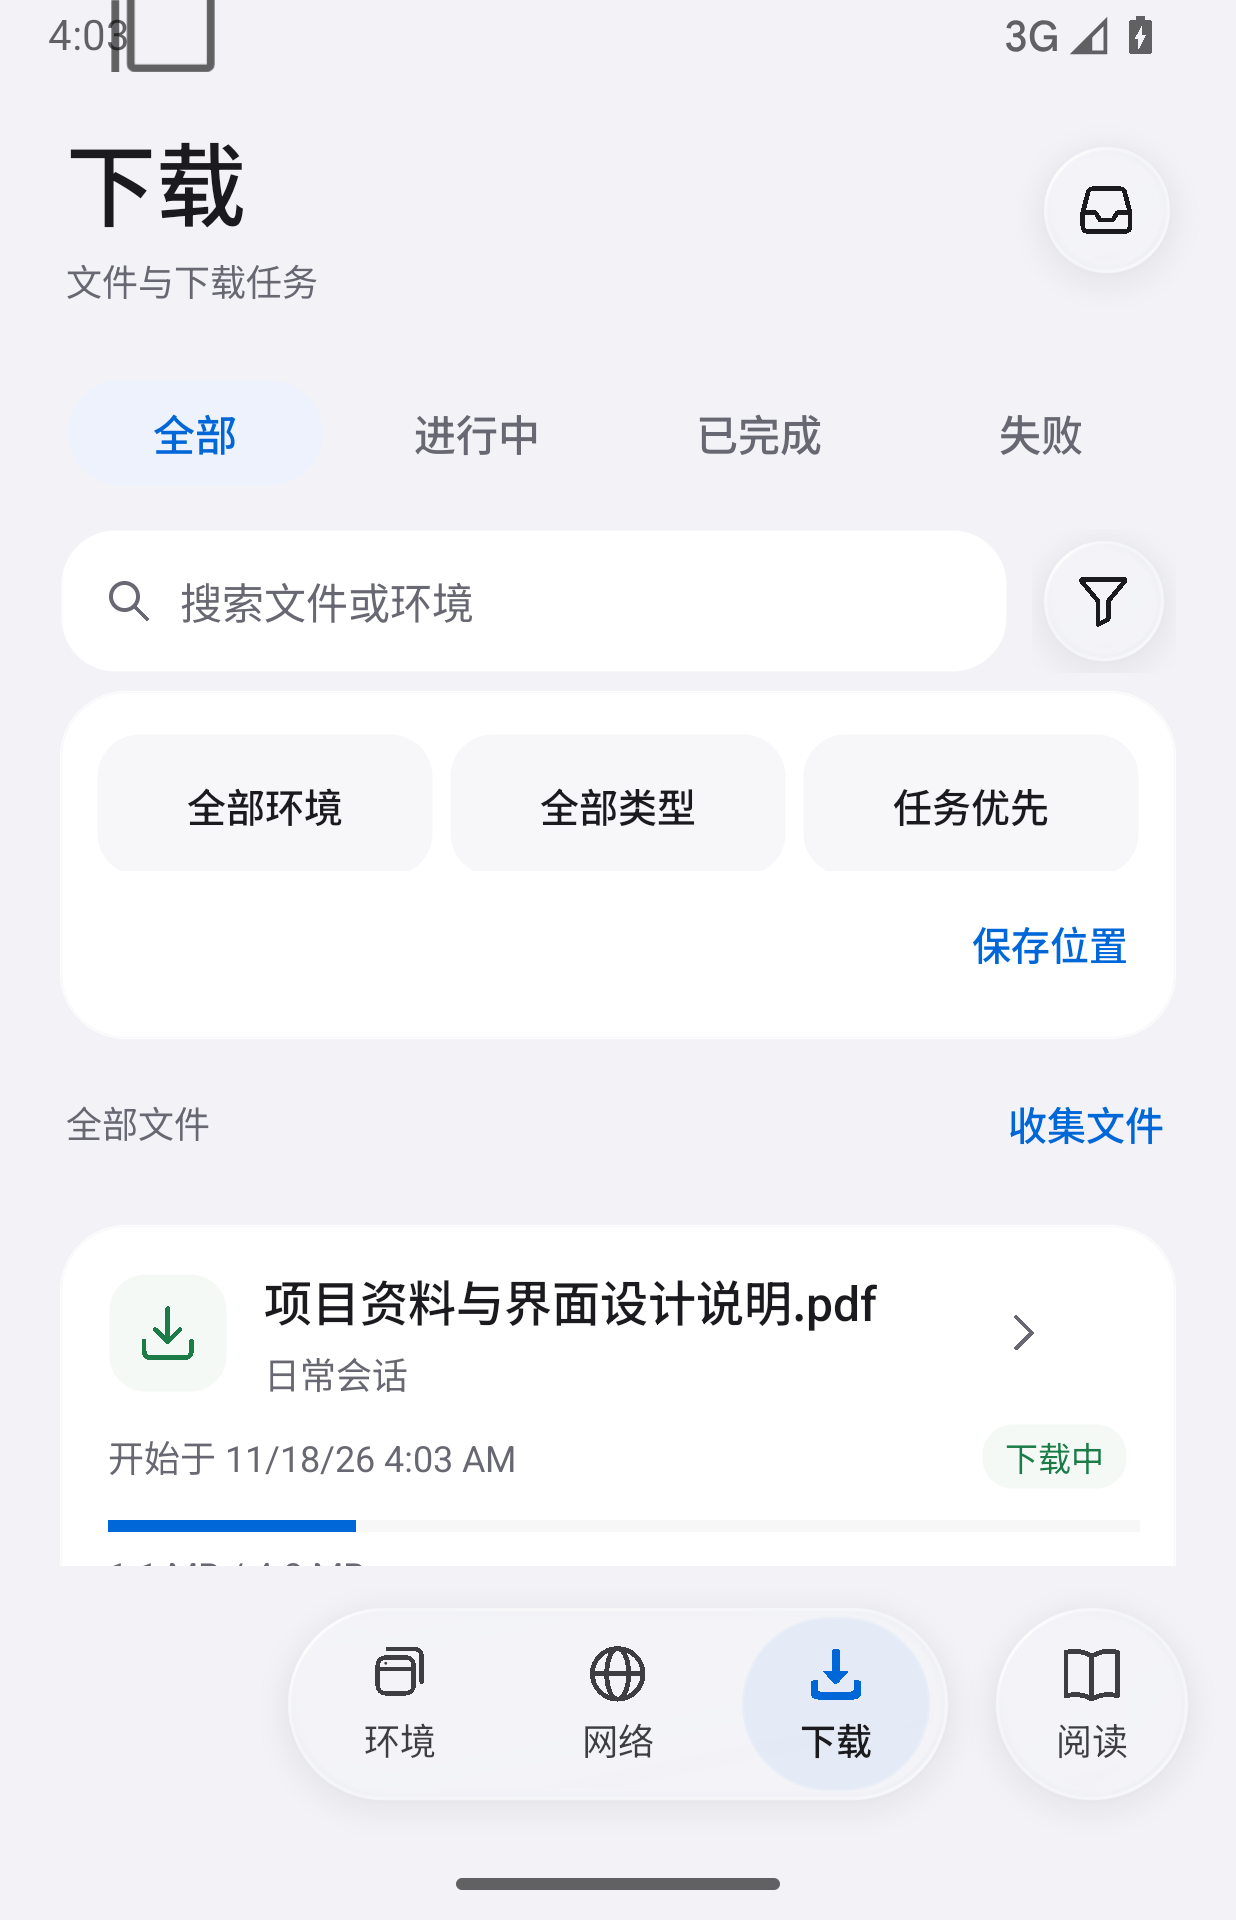 4:03
3G
下载
文件与下载任务
全部 进行中 已完成 失败
搜索文件或环境
全部环境 全部类型 任务优先
保存位置
全部文件 收集文件
项目资料与界面设计说明.pdf
日常会话
开始于 11/18/26 4:03 AM 下载中
环境 网络 下载 阅读